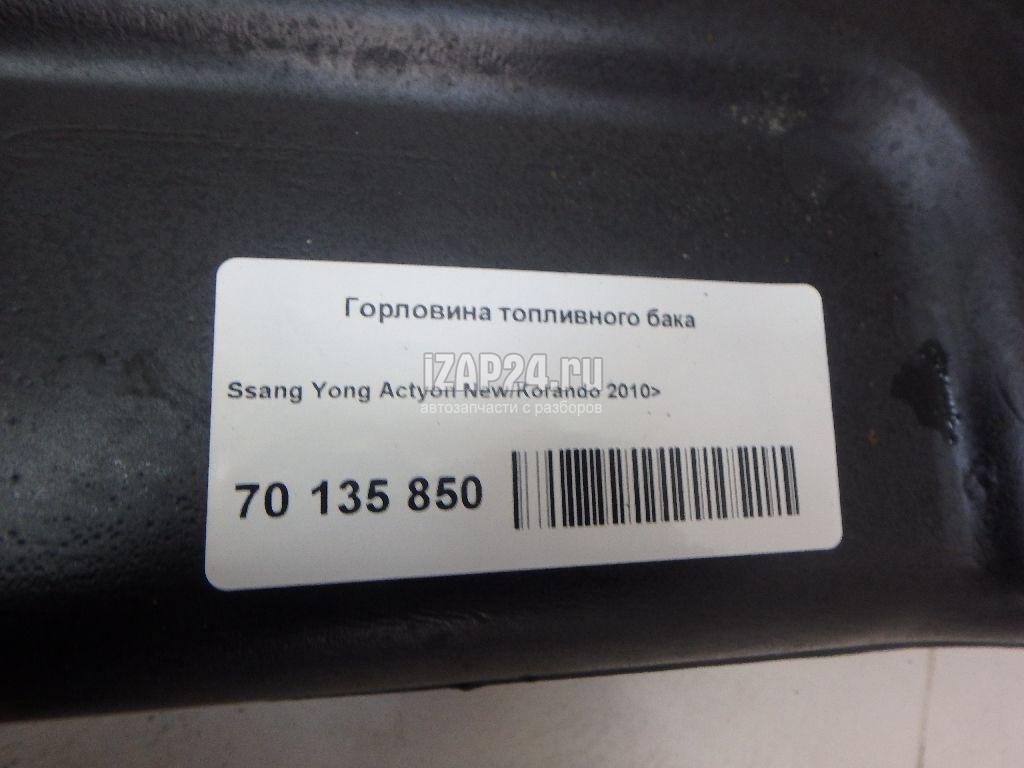 Горловина топливного бака
iZAP24.ru
Ssang Yong Actyon New/Korando 2010>
автозапчасти с разборов
70 135 850